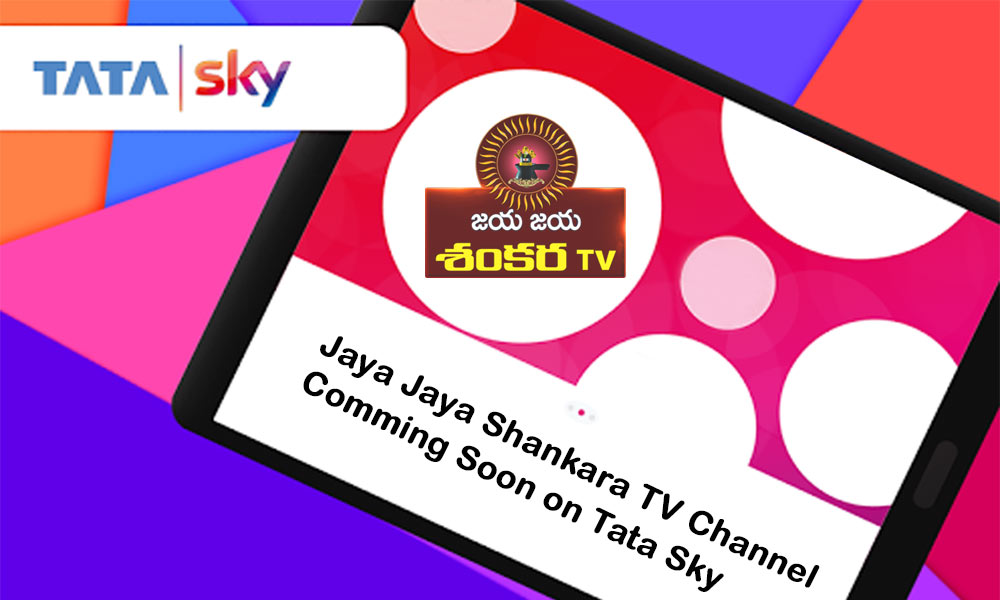 TATA sky
జయ జయ
శంకర TV
Jaya Jaya Shankara TV Channel
Comming Soon on Tata Sky